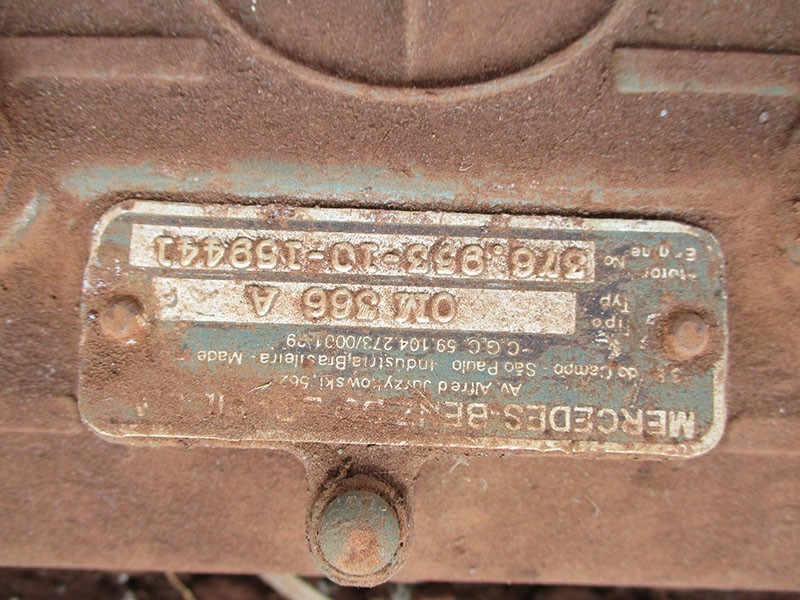 MERCEDES-BENZ
Av. Alfred Jurzykowski, 562
do Campo - São Paulo - Industria Brasileira - Made
C.G.C. 59.104.273/0001-29
Tipo
Typ OM 366 A
Motor No
Engine 376.953-10-159441